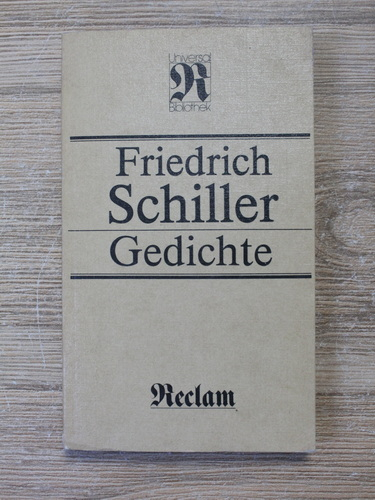 Universal
R
Bibliothek
Friedrich
Schiller
Gedichte
Reclam